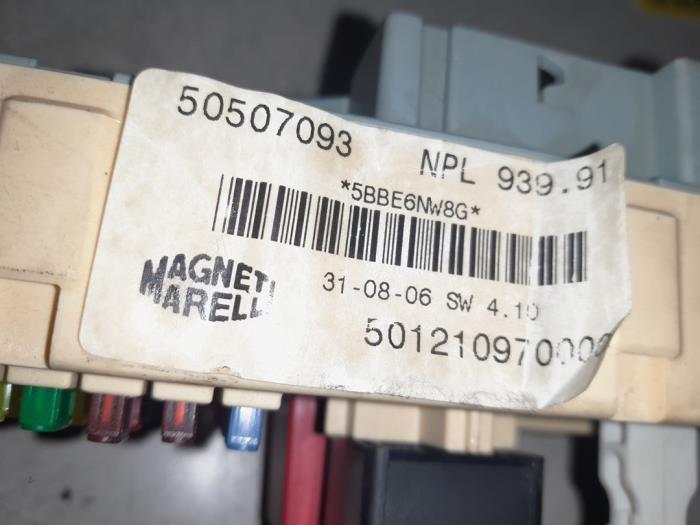 50507093 NPL 939.91
*5BBE6NW8G*
MAGNETI
MARELLI
31-08-06 SW 4.10
501210970000